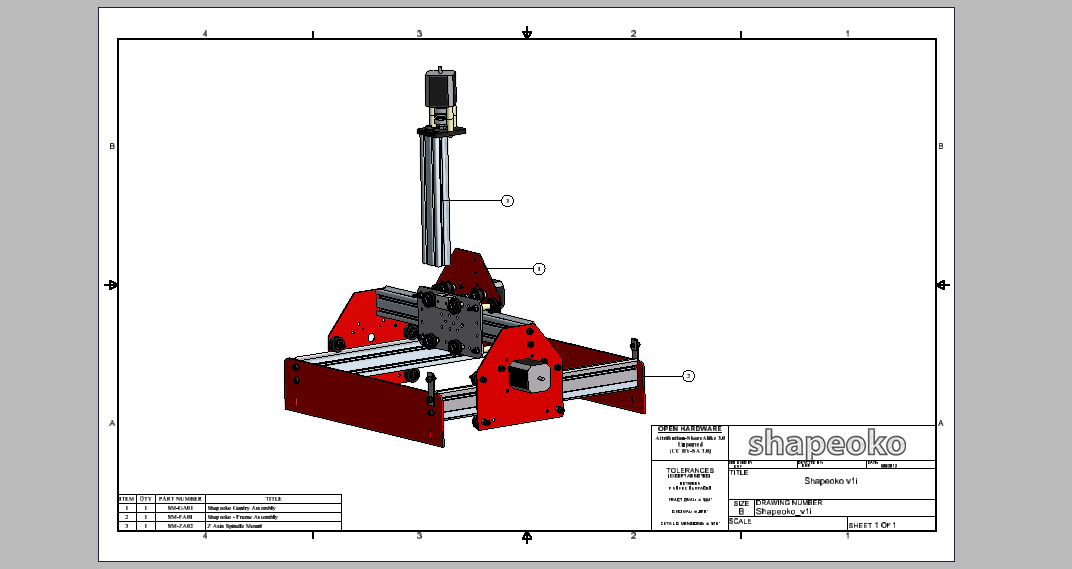 4 3 2 1
B B
3
1
2
A A
OPEN HARDWARE
Attribution-ShareAlike 3.0
Unported
(CC BY-SA 3.0)
shapeoko
TOLERANCES
TITLE
Shapeoko v1i
SIZE DRAWING NUMBER
B Shapeoko_v1i
SCALE
SHEET 1 OF 1
ITEM QTY PART NUMBER TITLE
1 1 SM-GA01 Shapeoko Gantry Assembly
2 1 SM-FA01 Shapeoko - Frame Assembly
3 1 SM-ZA02 Z Axis Spindle Mount
4 3 2 1